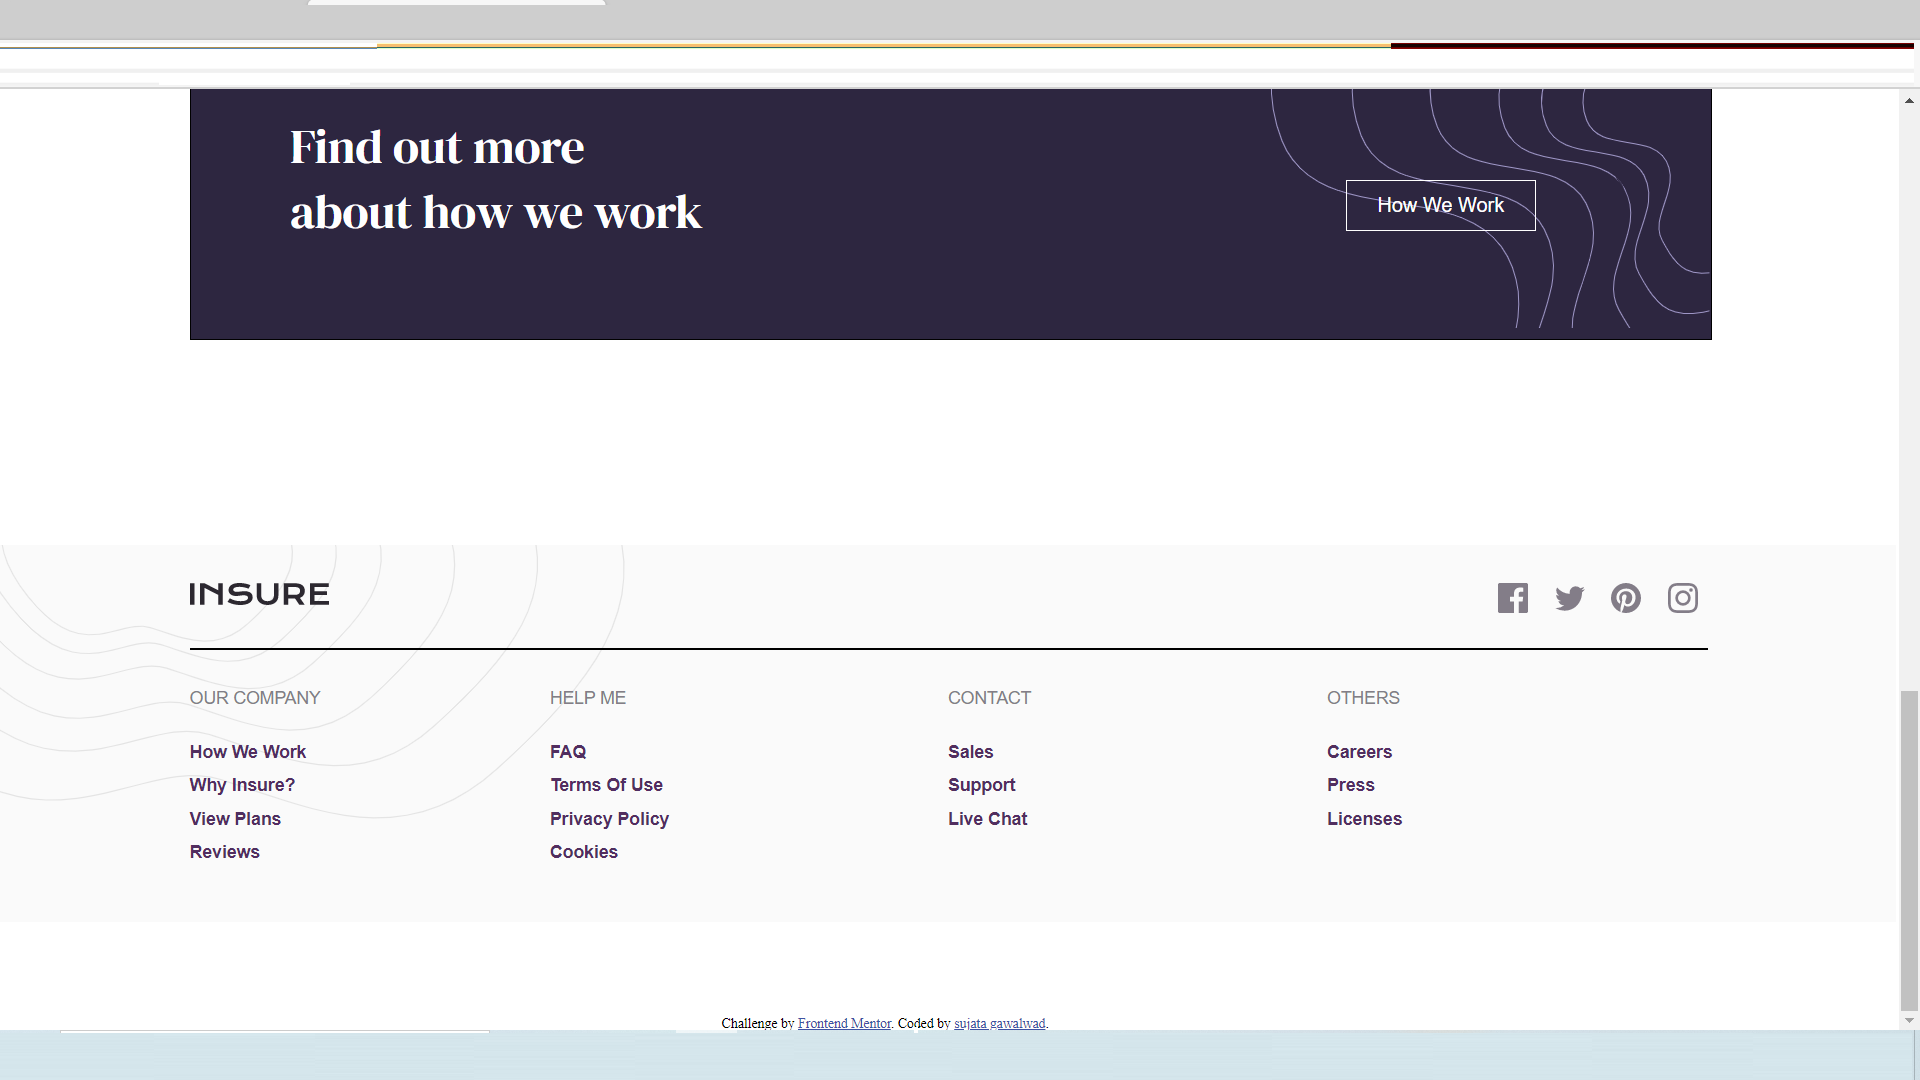 Find out more
about how we work
How We Work
INSURE
OUR COMPANY
How We Work
Why Insure?
View Plans
Reviews
HELP ME
FAQ
Terms Of Use
Privacy Policy
Cookies
CONTACT
Sales
Support
Live Chat
OTHERS
Careers
Press
Licenses
Challenge by Frontend Mentor. Coded by sujata gawalwad.